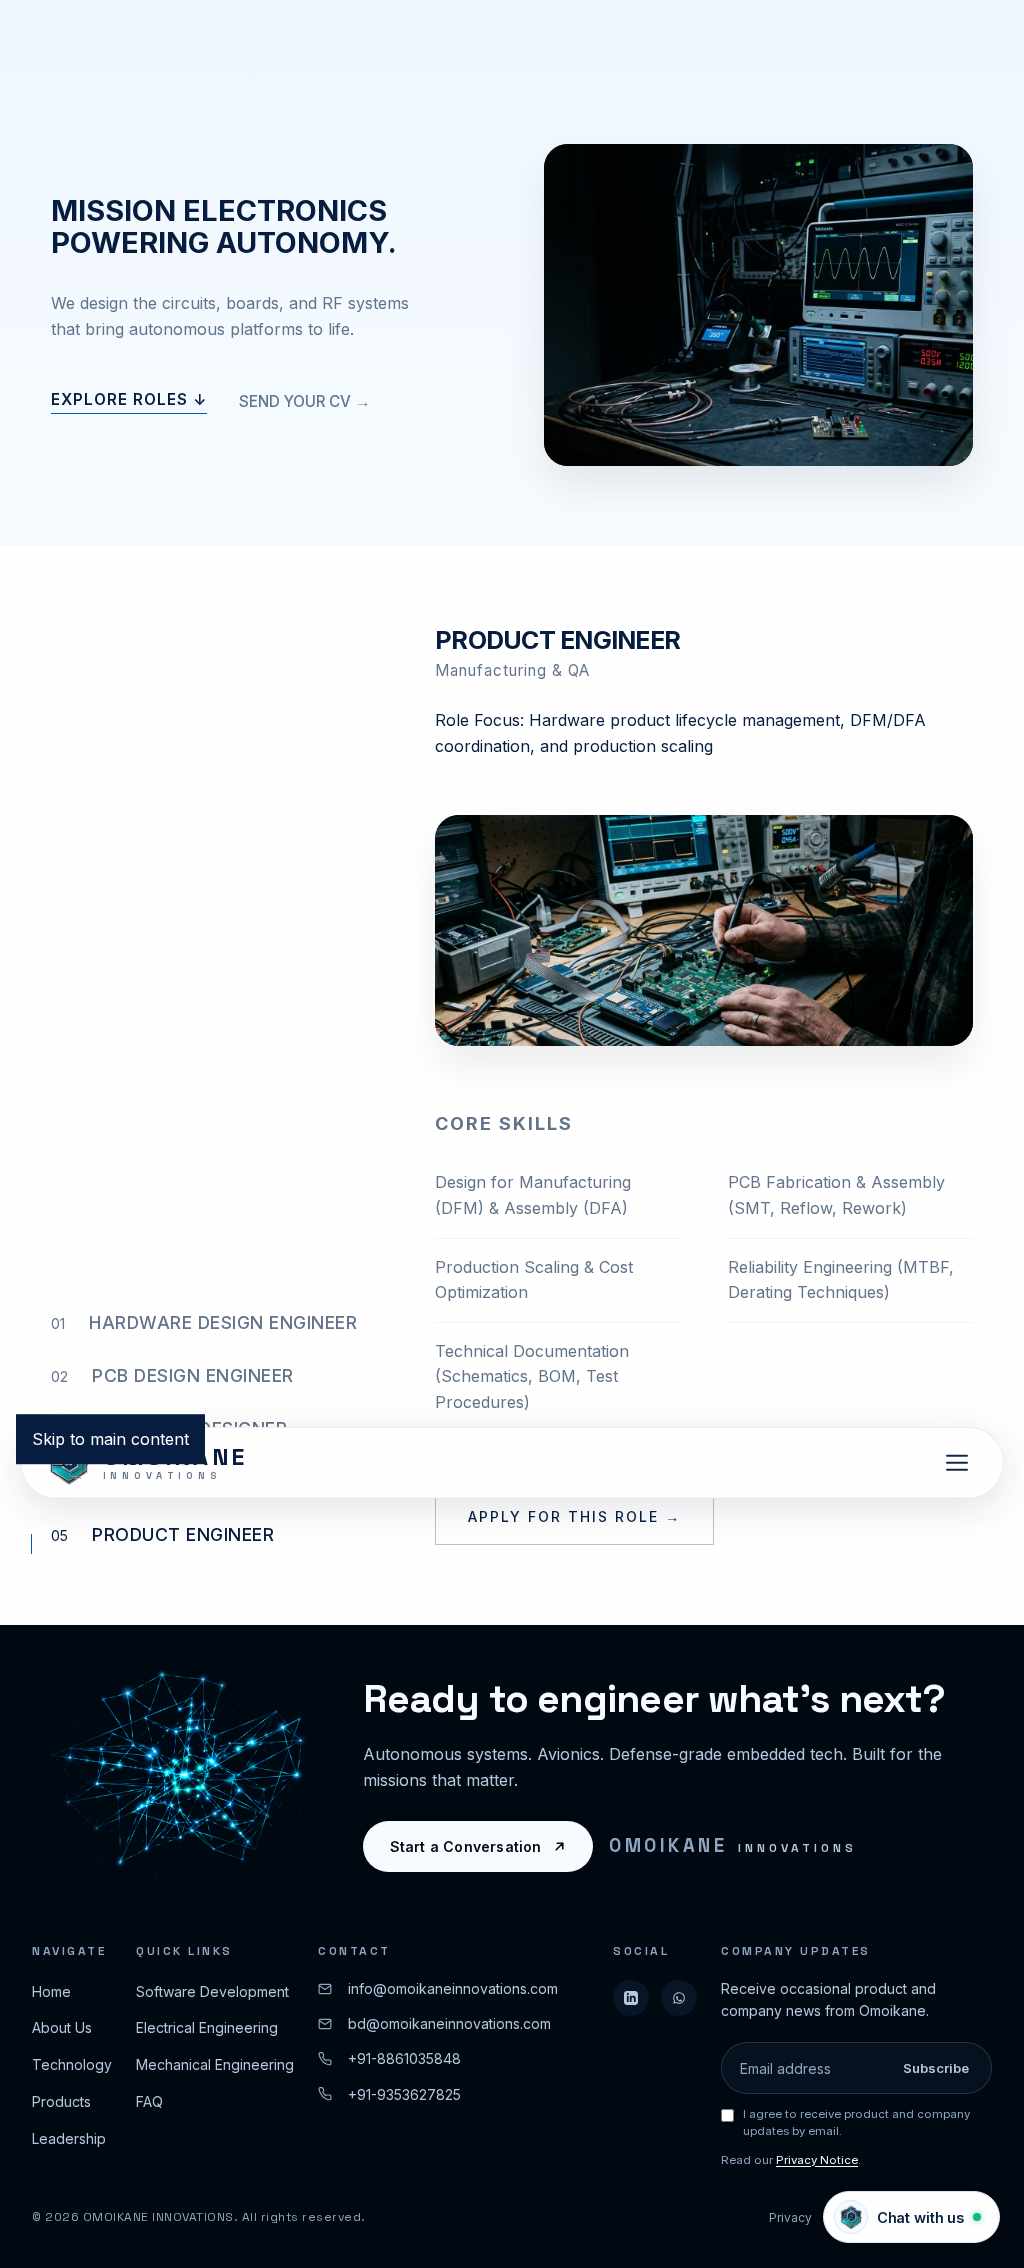 MISSION ELECTRONICS
POWERING AUTONOMY.
We design the circuits, boards, and RF systems
that bring autonomous platforms to life.
EXPLORE ROLES ↓
SEND YOUR CV →
PRODUCT ENGINEER
Manufacturing & QA
Role Focus: Hardware product lifecycle management, DFM/DFA
coordination, and production scaling
CORE SKILLS
Design for Manufacturing
(DFM) & Assembly (DFA)
PCB Fabrication & Assembly
(SMT, Reflow, Rework)
Production Scaling & Cost
Optimization
Reliability Engineering (MTBF,
Derating Techniques)
Technical Documentation
(Schematics, BOM, Test
Procedures)
01 HARDWARE DESIGN ENGINEER
02 PCB DESIGN ENGINEER
DESIGNER
Skip to main content
INNOVATIONS
APPLY FOR THIS ROLE →
05 PRODUCT ENGINEER
Ready to engineer what’s next?
Autonomous systems. Avionics. Defense-grade embedded tech. Built for the
missions that matter.
Start a Conversation
OMOIKANE INNOVATIONS
NAVIGATE
Home
About Us
Technology
Products
Leadership
QUICK LINKS
Software Development
Electrical Engineering
Mechanical Engineering
FAQ
CONTACT
info@omoikaneinnovations.com
bd@omoikaneinnovations.com
+91-8861035848
+91-9353627825
SOCIAL
COMPANY UPDATES
Receive occasional product and
company news from Omoikane.
Email address
Subscribe
I agree to receive product and company
updates by email.
Read our Privacy Notice
© 2026 OMOIKANE INNOVATIONS. All rights reserved.
Privacy
Chat with us